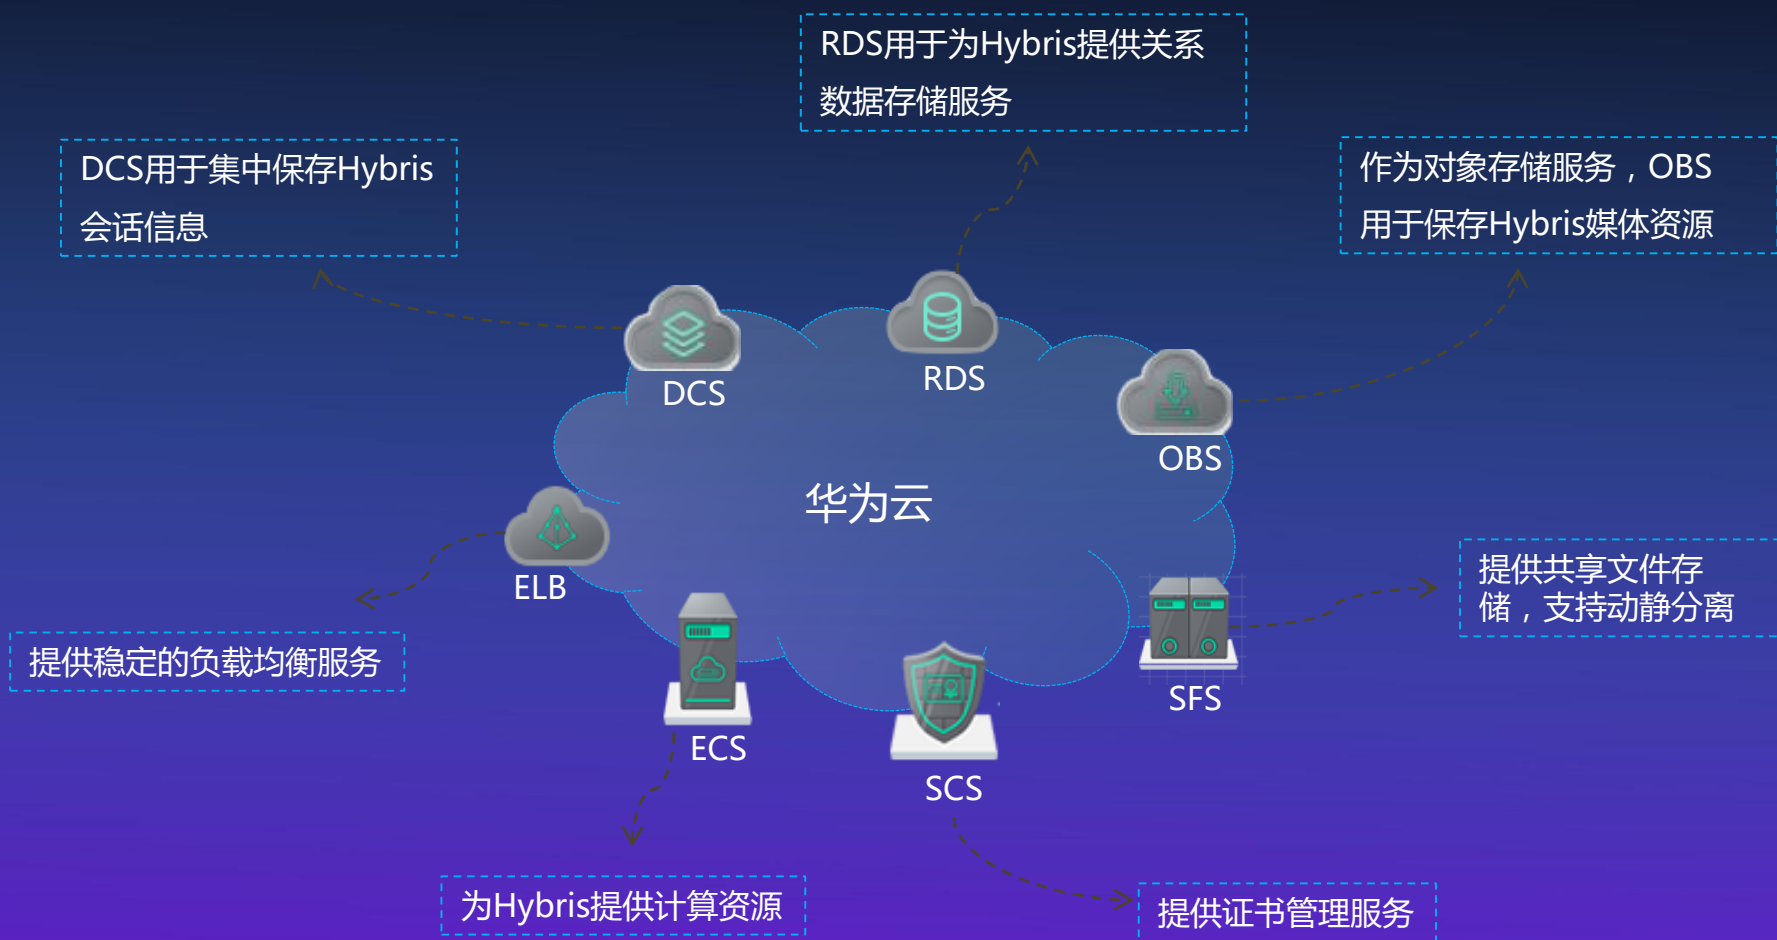 RDS用于为Hybris提供关系
数据存储服务
DCS用于集中保存Hybris
会话信息
作为对象存储服务，OBS
用于保存Hybris媒体资源
DCS
RDS
OBS
华为云
ELB
提供共享文件存
储，支持动静分离
提供稳定的负载均衡服务
ECS
SCS
SFS
为Hybris提供计算资源
提供证书管理服务